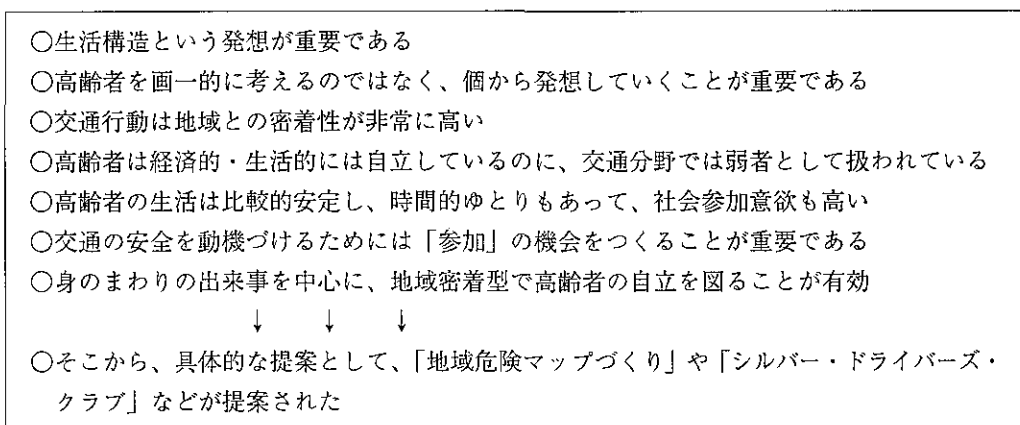 ○生活構造という発想が重要である
○高齢者を画一的に考えるのではなく、個から発想していくことが重要である
○交通行動は地域との密着性が非常に高い
○高齢者は経済的・生活的には自立しているのに、交通分野では弱者として扱われている
○高齢者の生活は比較的安定し、時間的ゆとりもあって、社会参加意欲も高い
○交通の安全を動機づけるためには「参加」の機会をつくることが重要である
○身のまわりの出来事を中心に、地域密着型で高齢者の自立を図ることが有効
↓ ↓ ↓
○そこから、具体的な提案として、「地域危険マップづくり」や「シルバー・ドライバーズ・
クラブ」などが提案された